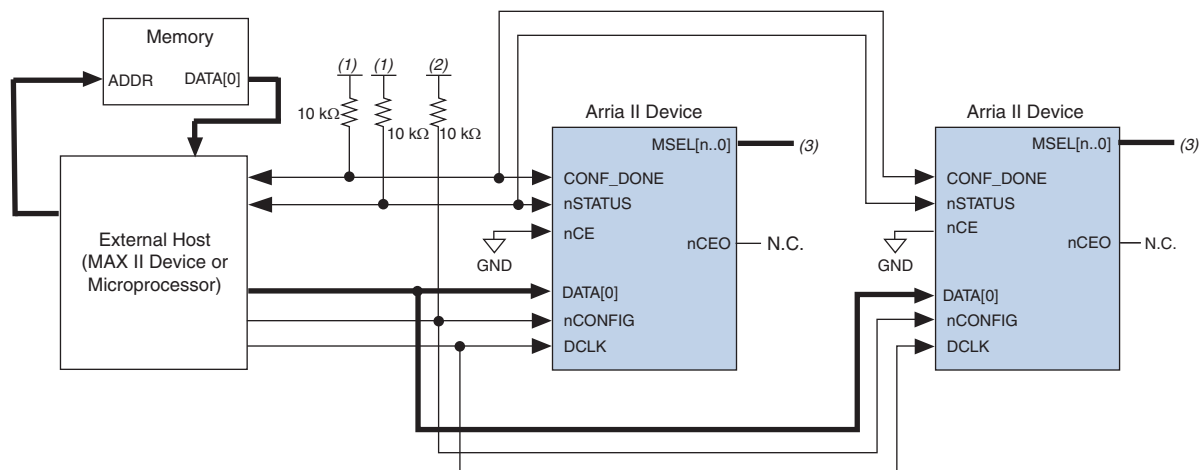 Memory
ADDR
DATA[0]
(1)
(1)
(2)
10 kΩ
10 kΩ
10 kΩ
External Host
(MAX II Device or
Microprocessor)
Arria II Device
MSEL[n..0]
(3)
CONF_DONE
nSTATUS
nCE
GND
nCEO
N.C.
DATA[0]
nCONFIG
DCLK
Arria II Device
MSEL[n..0]
(3)
CONF_DONE
nSTATUS
nCE
GND
nCEO
N.C.
DATA[0]
nCONFIG
DCLK